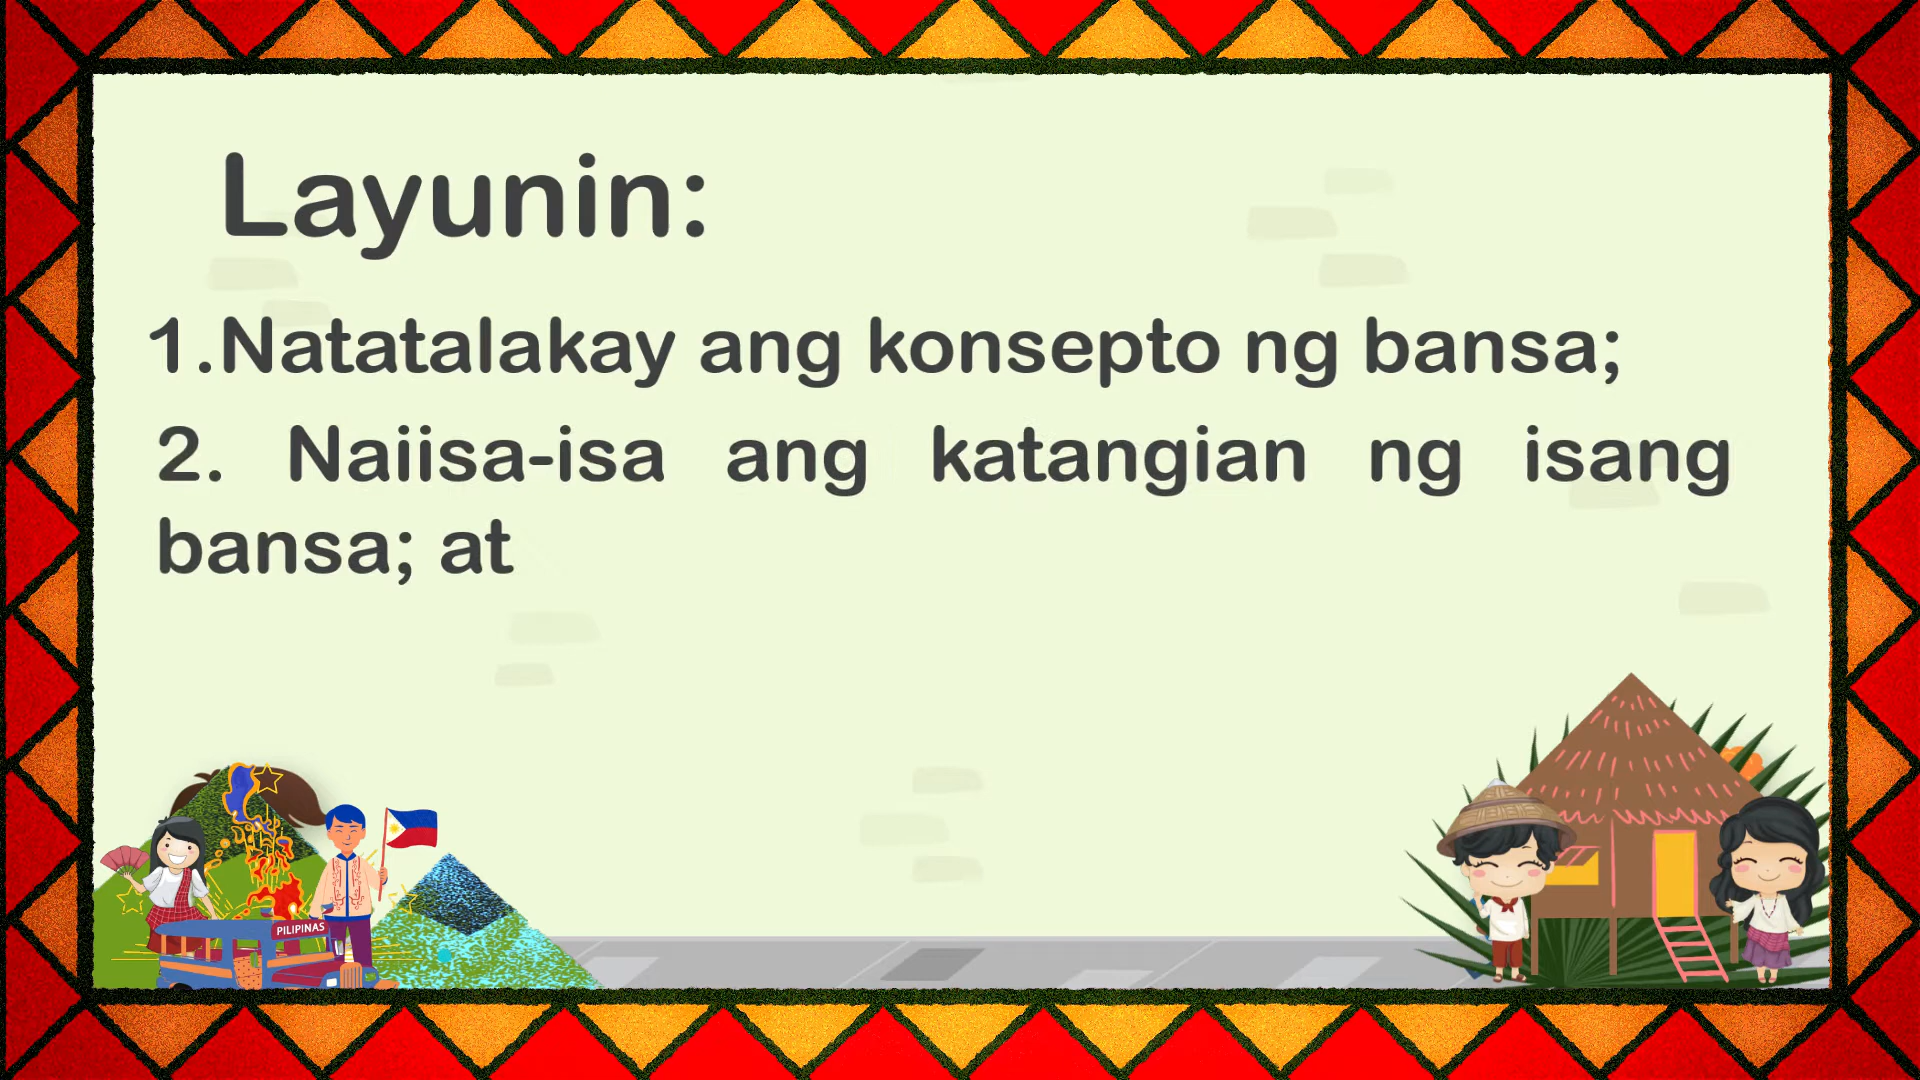 Layunin:
1.Natatalakay ang konsepto ng bansa;
2. Naiisa-isa ang katangian ng isang
bansa; at
PILIPINAS